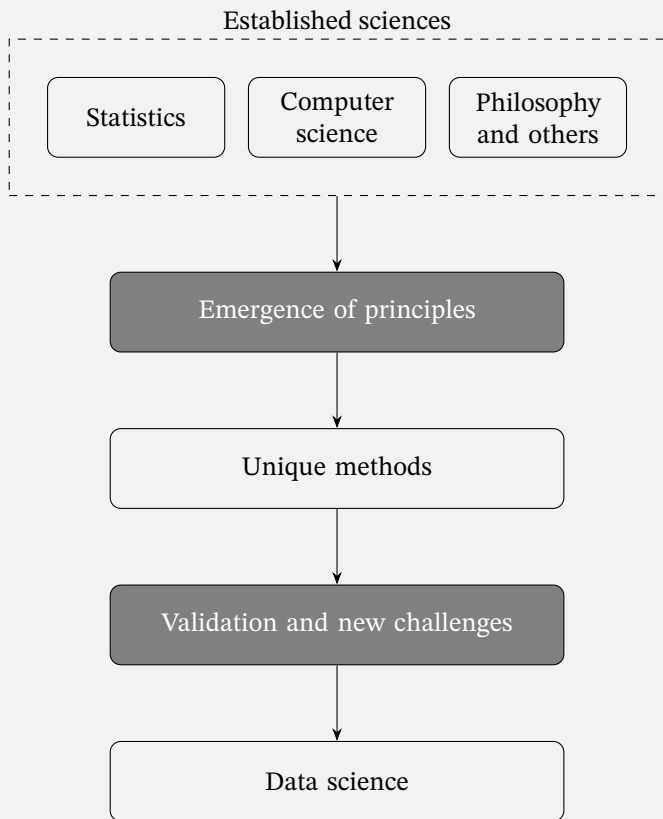 Established sciences
Statistics
Computer
science
Philosophy
and others
Emergence of principles
Unique methods
Validation and new challenges
Data science